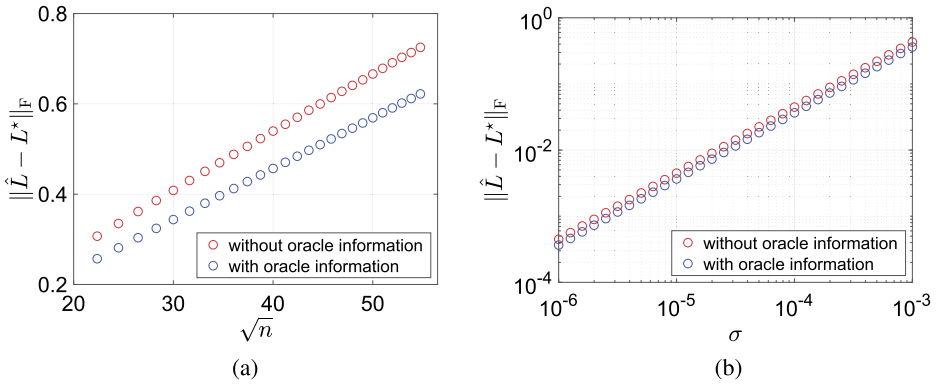 0.8
0.6
0.4
0.2
20
30
40
50
‖L̂ − L⋆‖F
√n
without oracle information
with oracle information
(a)
10^0
10^-2
10^-4
10^-6
10^-5
10^-4
10^-3
‖L̂ − L⋆‖F
σ
without oracle information
with oracle information
(b)